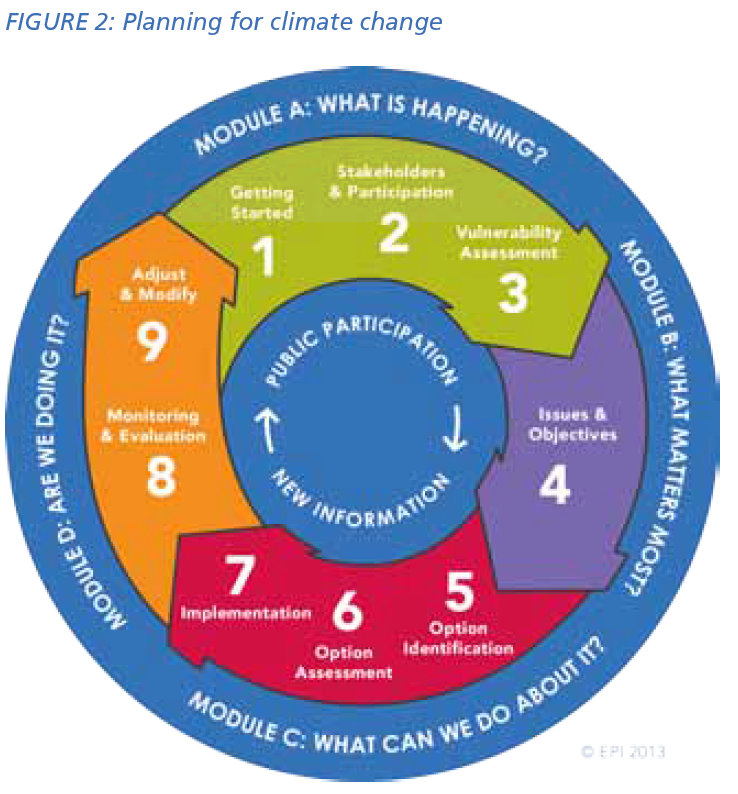 FIGURE 2: Planning for climate change
MODULE A: WHAT IS HAPPENING?
Getting
Started
1
Stakeholders
& Participation
2
Vulnerability
Assessment
3
MODULE B: WHAT MATTERS MOST?
Issues &
Objectives
4
MODULE C: WHAT CAN WE DO ABOUT IT?
5
Option
Identification
6
Option
Assessment
7
Implementation
MODULE D: ARE WE DOING IT?
Monitoring
& Evaluation
8
Adjust
& Modify
9
PUBLIC PARTICIPATION
NEW INFORMATION
© EPI 2013